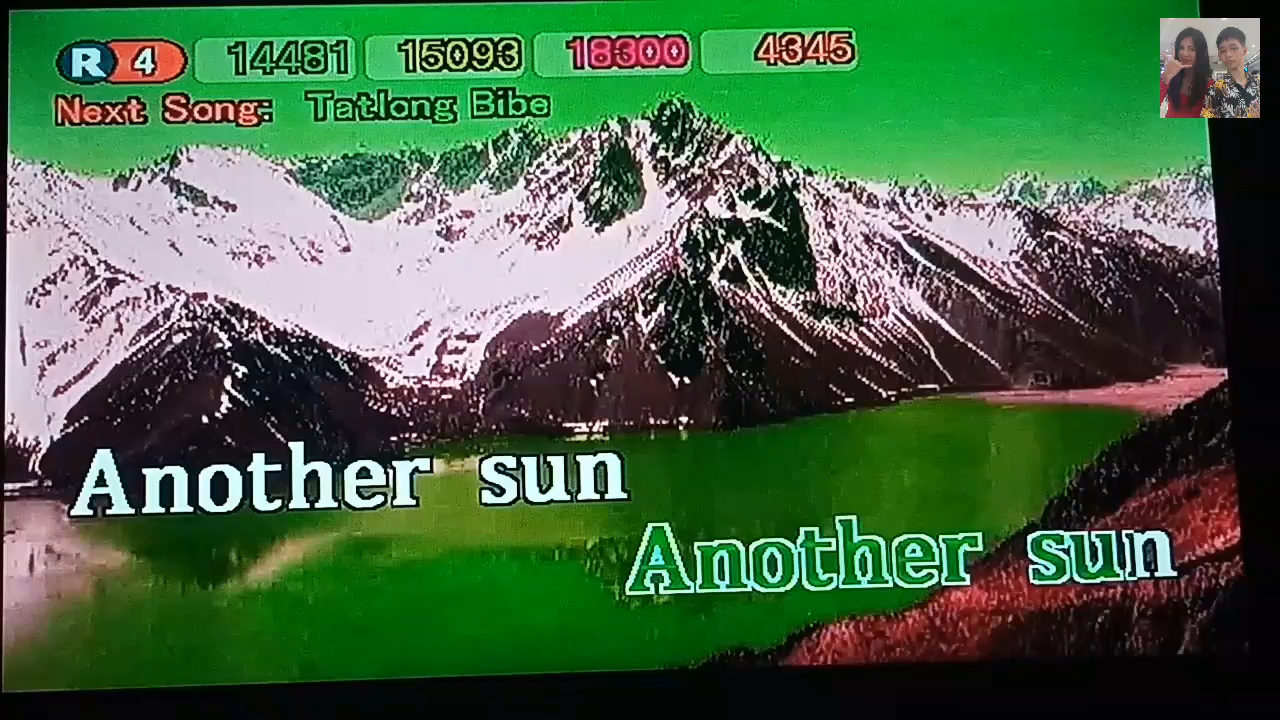 R 4 14481 15093 18300 4345
Next Song: Tatlong Bibe
Another sun
Another sun